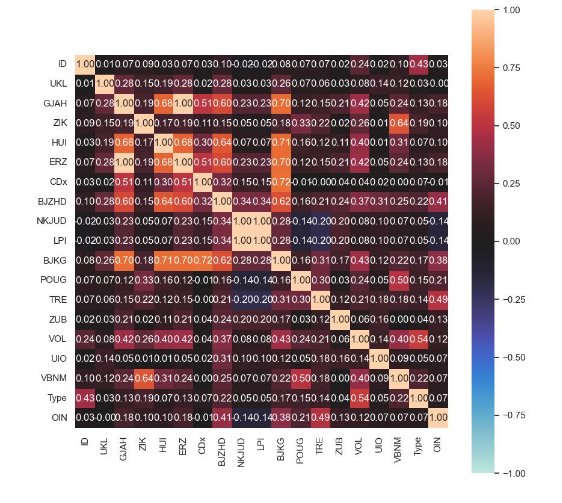 1.00
ID 1.00 0.01 0.07 0.09 0.03 0.07 0.03 0.10 -0.02 -0.02 0.08 0.07 0.07 0.02 0.24 0.02 0.10 0.43 0.03
UKL 0.01 1.00 0.28 0.15 0.19 0.28 0.02 0.28 0.03 0.03 0.26 0.07 0.06 0.03 0.08 0.14 0.12 0.03 -0.00
0.75
GJAH 0.07 0.28 1.00 0.19 0.68 1.00 0.51 0.60 0.23 0.23 0.70 0.12 0.15 0.21 0.42 0.05 0.24 0.13 0.18
ZIK 0.09 0.15 0.19 1.00 0.17 0.19 0.11 0.15 0.05 0.05 0.18 0.33 0.22 0.02 0.26 0.01 0.64 0.19 0.10
0.50
HUI 0.03 0.19 0.68 0.17 1.00 0.68 0.30 0.64 0.07 0.07 0.71 0.16 0.12 0.11 0.40 0.01 0.31 0.07 0.10
ERZ 0.07 0.28 1.00 0.19 0.68 1.00 0.51 0.60 0.23 0.23 0.70 0.12 0.15 0.21 0.42 0.05 0.24 0.13 0.18
CDx 0.03 0.02 0.51 0.11 0.30 0.51 1.00 0.32 0.15 0.15 0.72 -0.01 -0.00 0.04 0.04 0.02 0.00 0.07 -0.01
0.25
BJZHD 0.10 0.28 0.60 0.15 0.64 0.60 0.32 1.00 0.34 0.34 0.62 0.16 0.21 0.24 0.37 0.31 0.25 0.22 0.41
NKJUD -0.02 0.03 0.23 0.05 0.07 0.23 0.15 0.34 1.00 1.00 0.28 -0.14 -0.20 0.20 0.08 0.10 0.07 0.05 -0.14
LPI -0.02 0.03 0.23 0.05 0.07 0.23 0.15 0.34 1.00 1.00 0.28 -0.14 -0.20 0.20 0.08 0.10 0.07 0.05 -0.14
0.00
BJKG 0.08 0.26 0.70 0.18 0.71 0.70 0.72 0.62 0.28 0.28 1.00 0.16 0.31 0.17 0.43 0.12 0.22 0.17 0.38
POUG 0.07 0.07 0.12 0.33 0.16 0.12 -0.01 0.16 -0.14 -0.14 0.16 1.00 0.30 0.03 0.24 0.05 0.50 0.15 0.21
−0.25
TRE 0.07 0.06 0.15 0.22 0.12 0.15 -0.00 0.21 -0.20 -0.20 0.31 0.30 1.00 0.12 0.21 0.18 0.18 0.14 0.49
ZUB 0.02 0.03 0.21 0.02 0.11 0.21 0.04 0.24 0.20 0.20 0.17 0.03 0.12 1.00 0.06 0.16 0.00 0.04 0.13
VOL 0.24 0.08 0.42 0.26 0.40 0.42 0.04 0.37 0.08 0.08 0.43 0.24 0.21 0.06 1.00 0.14 0.40 0.54 0.12
−0.50
UIO 0.02 0.14 0.05 0.01 0.01 0.05 0.02 0.31 0.10 0.10 0.12 0.05 0.18 0.16 0.14 1.00 0.09 0.05 0.07
VBNM 0.10 0.12 0.24 0.64 0.31 0.24 0.00 0.25 0.07 0.07 0.22 0.50 0.18 0.00 0.40 0.09 1.00 0.22 0.07
Type 0.43 0.03 0.13 0.19 0.07 0.13 0.07 0.22 0.05 0.05 0.17 0.15 0.14 0.04 0.54 0.05 0.22 1.00 0.07
−0.75
OIN 0.03 -0.00 0.18 0.10 0.10 0.18 -0.01 0.41 -0.14 -0.14 0.38 0.21 0.49 0.13 0.12 0.07 0.07 0.07 1.00
ID UKL GJAH ZIK HUI ERZ CDx BJZHD NKJUD LPI BJKG POUG TRE ZUB VOL UIO VBNM Type OIN
−1.00